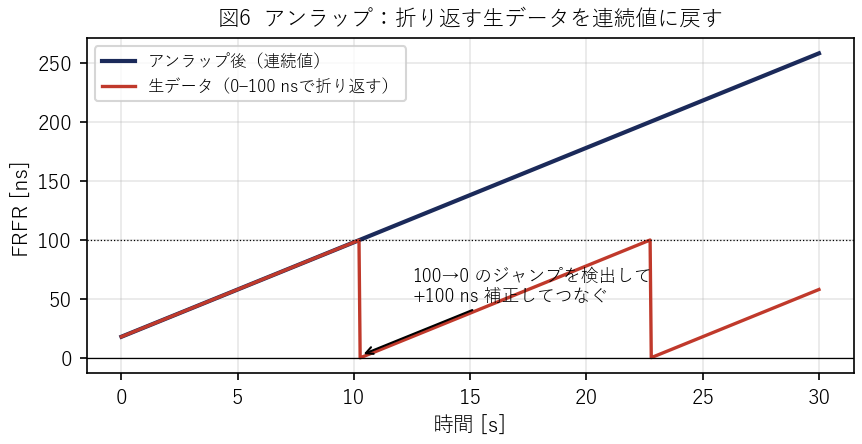 図6 アンラップ：折り返す生データを連続値に戻す
アンラップ後（連続値）
生データ（0–100 nsで折り返す）
FRFR [ns]
250
200
150
100
50
0
100→0 のジャンプを検出して
+100 ns 補正してつなぐ
0 5 10 15 20 25 30
時間 [s]